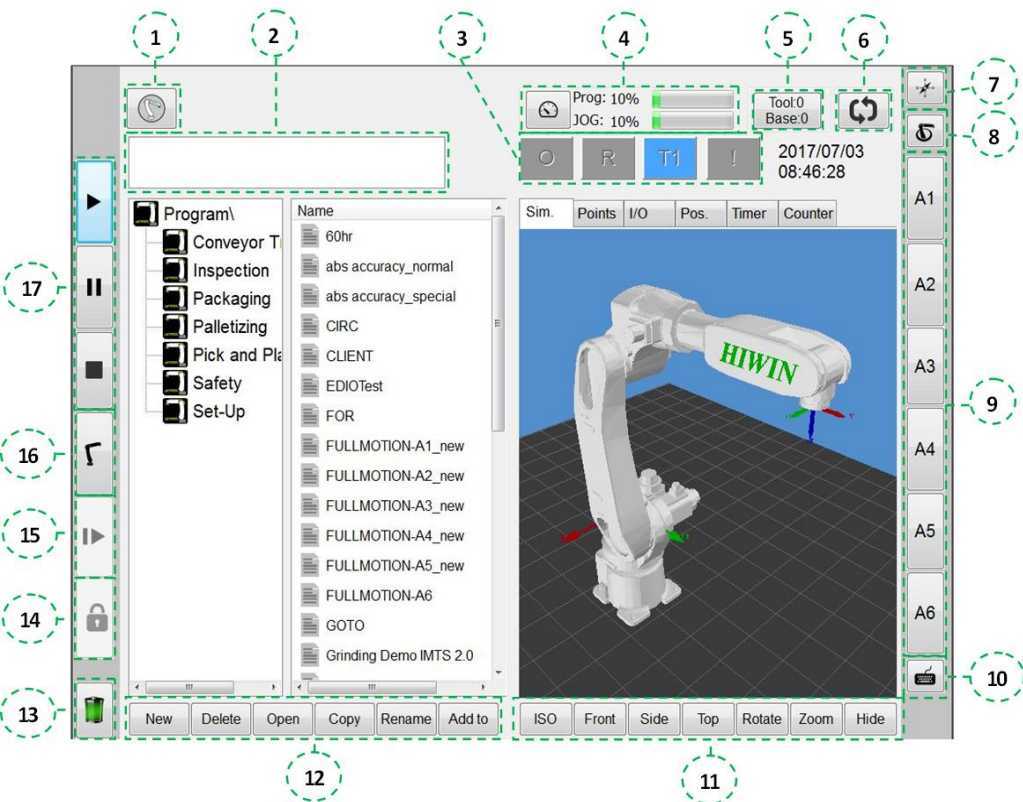 1
2
3
4
5
6
7
8
9
10
11
12
13
14
15
16
17
Prog: 10%
JOG: 10%
Tool:0
Base:0
O
R
T1
!
2017/07/03
08:46:28
Program\
Conveyor T
Inspection
Packaging
Palletizing
Pick and Pla
Safety
Set-Up
Name
60hr
abs accuracy_normal
abs accuracy_special
CIRC
CLIENT
EDIOTest
FOR
FULLMOTION-A1_new
FULLMOTION-A2_new
FULLMOTION-A3_new
FULLMOTION-A4_new
FULLMOTION-A5_new
FULLMOTION-A6
GOTO
Grinding Demo IMTS 2.0
Sim.
Points
I/O
Pos.
Timer
Counter
HIWIN
A1
A2
A3
A4
A5
A6
New
Delete
Open
Copy
Rename
Add to
ISO
Front
Side
Top
Rotate
Zoom
Hide